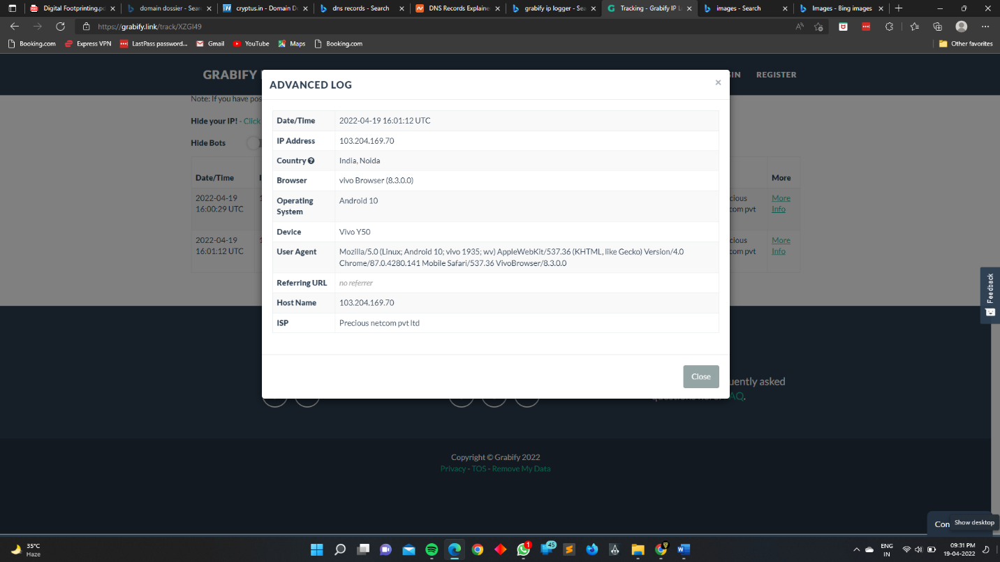 Digital Footprinting.pd
domain dossier - Sear
cryptus.in - Domain D
dns records - Search
DNS Records Explaine
grabify ip logger - Sea
Tracking - Grabify IP L
images - Search
Images - Bing images
https://grabify.link/track/XZGI49
Booking.com
Express VPN
LastPass password...
Gmail
YouTube
Maps
Booking.com
Other favorites
GRABIFY
IN
REGISTER
ADVANCED LOG
×
Note: If you have pos
Hide your IP! - Click
Hide Bots
Date/Time
More
2022-04-19
16:00:29 UTC
cious
com pvt
More
Info
2022-04-19
16:01:12 UTC
cious
com pvt
More
Info
Date/Time 2022-04-19 16:01:12 UTC
IP Address 103.204.169.70
Country India, Noida
Browser vivo Browser (8.3.0.0)
Operating
System
Android 10
Device Vivo Y50
User Agent Mozilla/5.0 (Linux; Android 10; vivo 1935; wv) AppleWebKit/537.36 (KHTML, like Gecko) Version/4.0
Chrome/87.0.4280.141 Mobile Safari/537.36 VivoBrowser/8.3.0.0
Referring URL no referrer
Host Name 103.204.169.70
ISP Precious netcom pvt ltd
Close
Feedback
uently asked
AQ.
Copyright © Grabify 2022
Privacy - TOS - Remove My Data
Con
Show desktop
35°C
Haze
1
45
ENG
IN
09:31 PM
19-04-2022